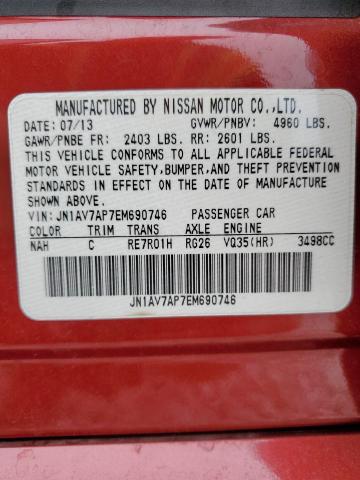 MANUFACTURED BY NISSAN MOTOR CO.,LTD.
DATE: 07/13 GVWR/PNBV: 4960 LBS.
GAWR/PNBE FR: 2403 LBS. RR: 2601 LBS.
THIS VEHICLE CONFORMS TO ALL APPLICABLE FEDERAL
MOTOR VEHICLE SAFETY,BUMPER,AND THEFT PREVENTION
STANDARDS IN EFFECT ON THE DATE OF MANUFACTURE
SHOWN ABOVE.
VIN: JN1AV7AP7EM690746 PASSENGER CAR
COLOR TRIM TRANS AXLE ENGINE
NAH C RE7R01H RG26 VQ35(HR) 3498CC
JN1AV7AP7EM690746